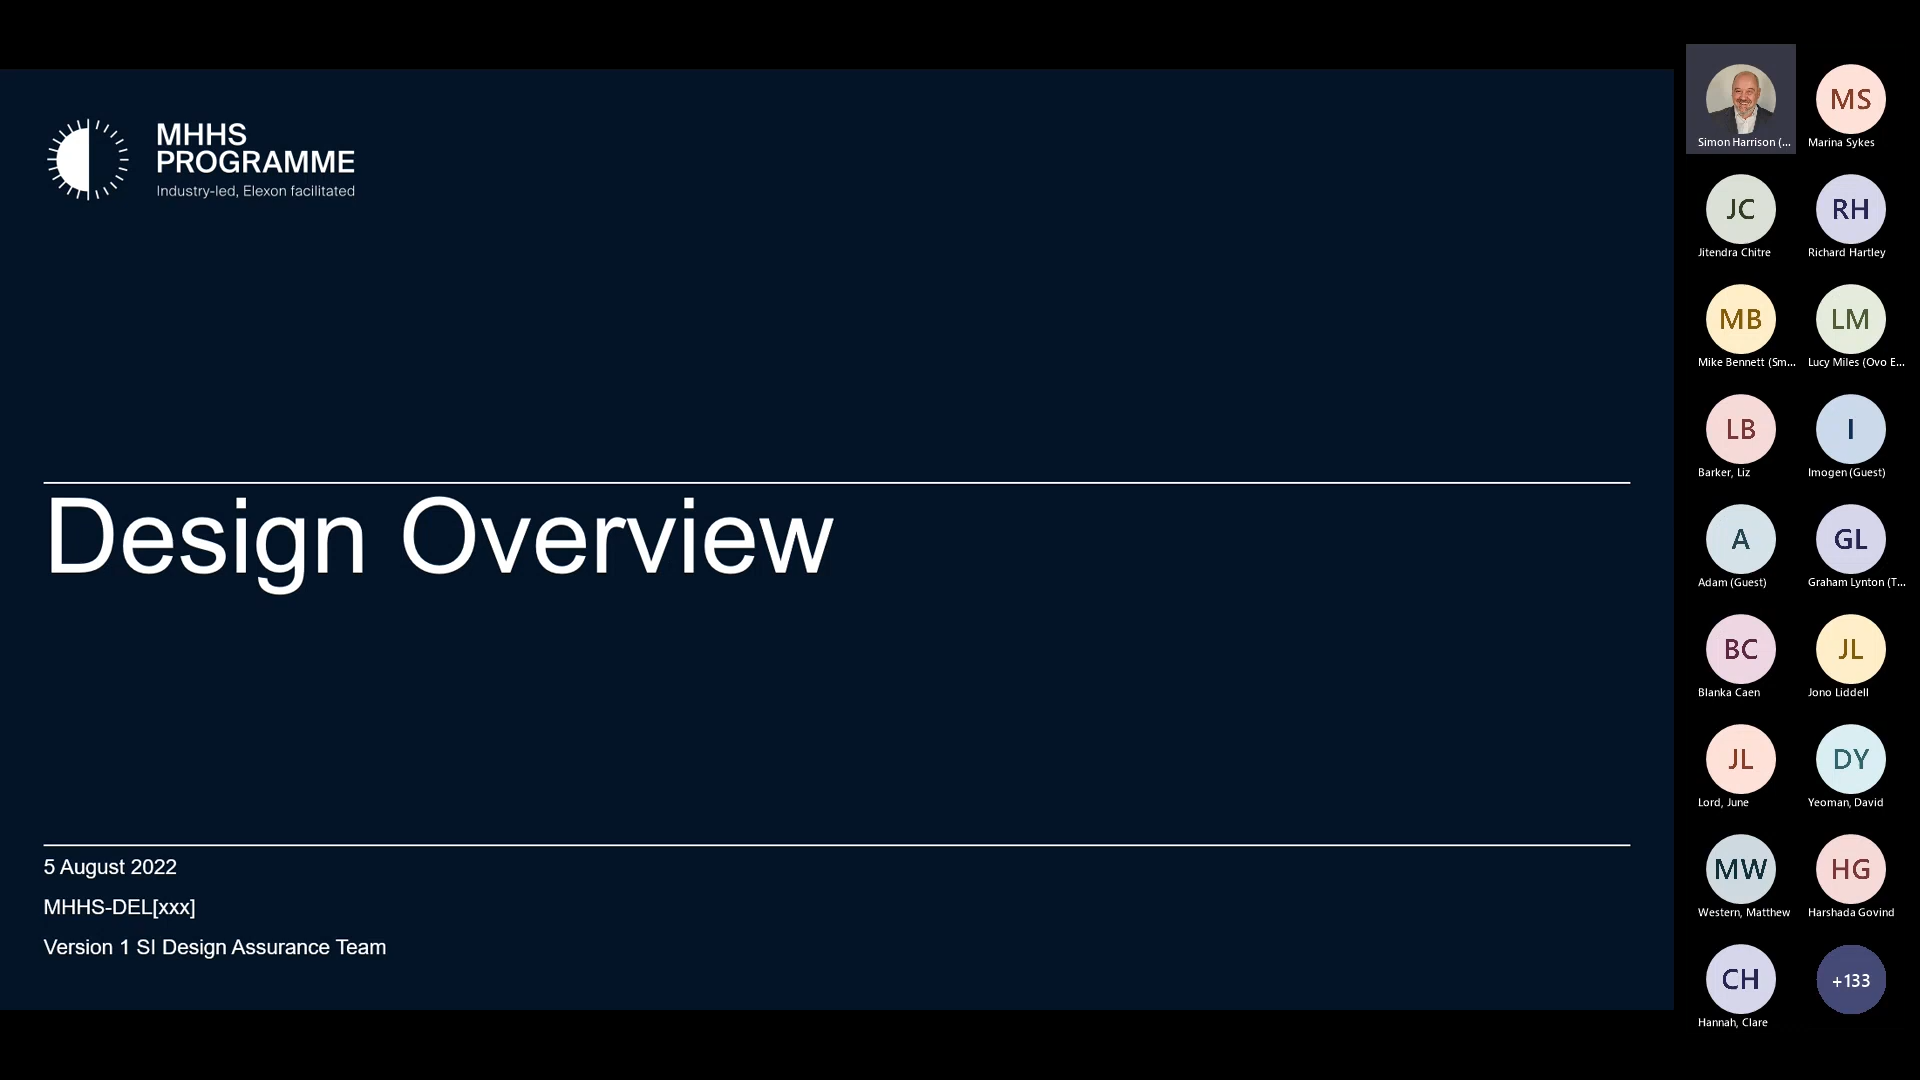 MHHS
PROGRAMME
Industry-led, Elexon facilitated
Design Overview
5 August 2022
MHHS-DEL[xxx]
Version 1 SI Design Assurance Team
Simon Harrison (...
MS
Marina Sykes
JC
Jitendra Chitre
RH
Richard Hartley
MB
Mike Bennett (Sm...
LM
Lucy Miles (Ovo E...
LB
Barker, Liz
I
Imogen (Guest)
A
Adam (Guest)
GL
Graham Lynton (T...
BC
Blanka Caen
JL
Jono Liddell
JL
Lord, June
DY
Yeoman, David
MW
Western, Matthew
HG
Harshada Govind
CH
Hannah, Clare
+133